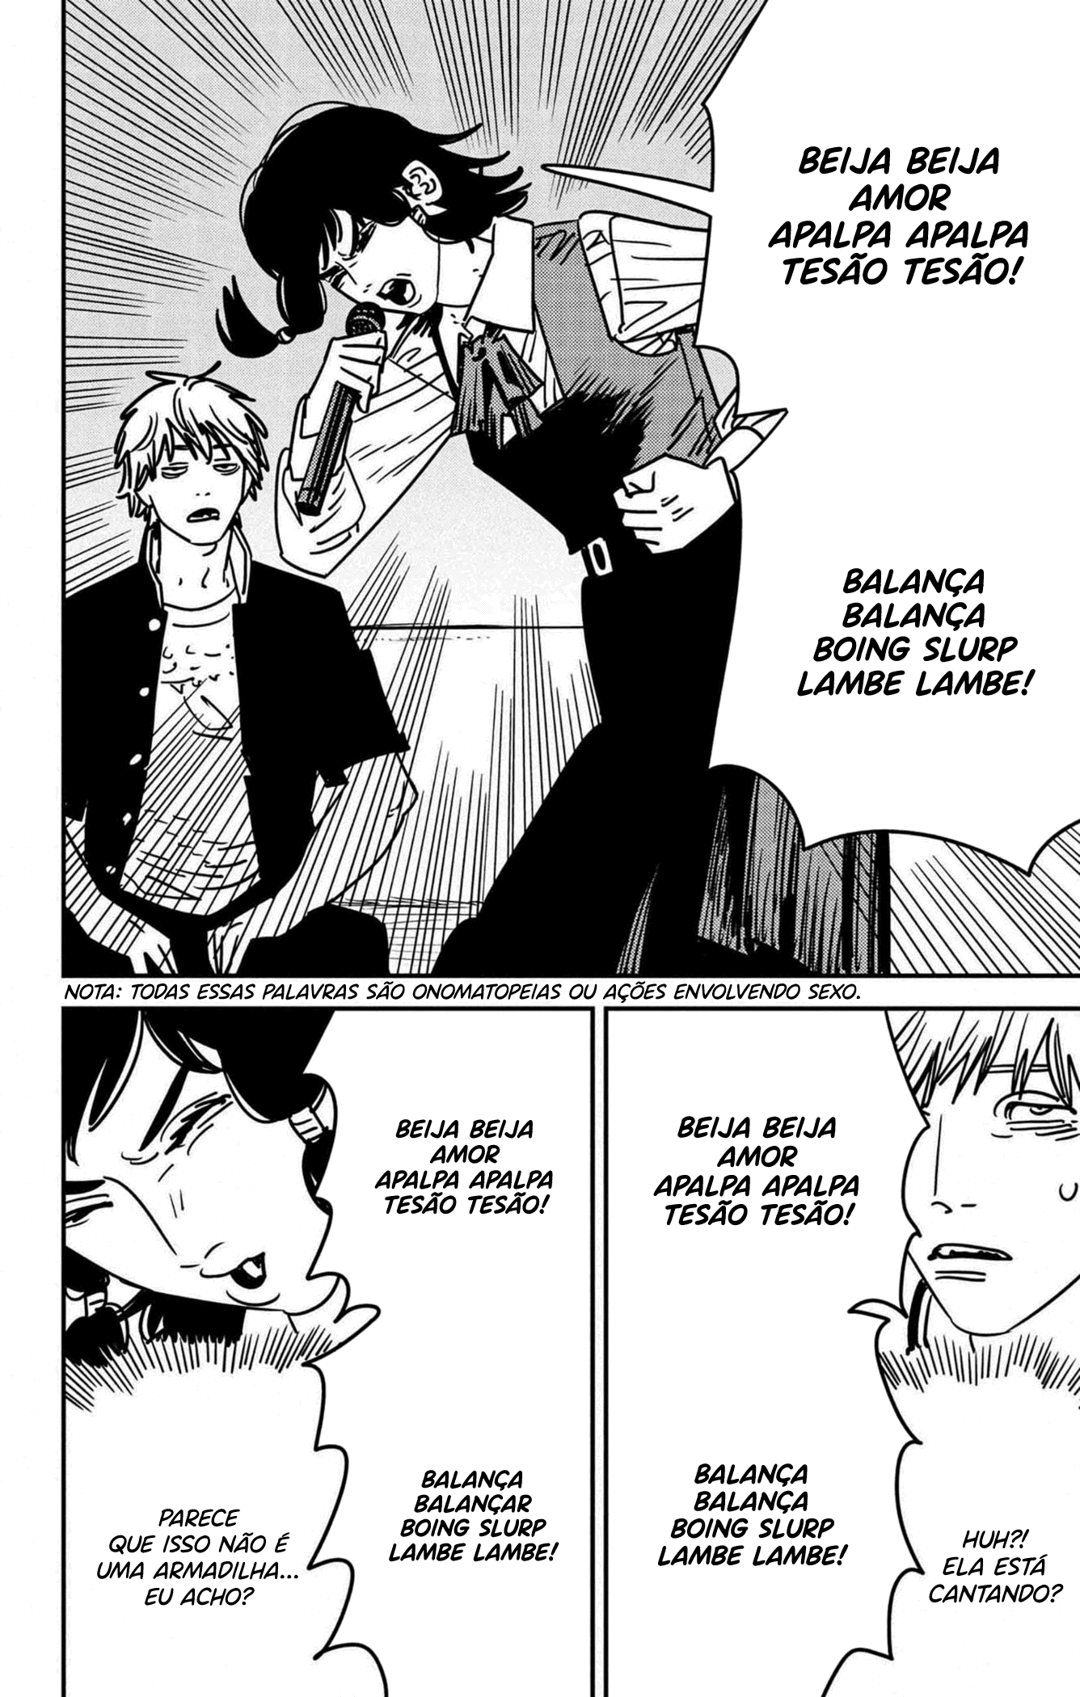 BEIJA BEIJA
AMOR
APALPA APALPA
TESÃO TESÃO!
BALANÇA
BALANÇA
BOING SLURP
LAMBE LAMBE!
NOTA: TODAS ESSAS PALAVRAS SÃO ONOMATOPEIAS OU AÇÕES ENVOLVENDO SEXO.
BEIJA BEIJA
AMOR
APALPA APALPA
TESÃO TESÃO!
BALANÇA
BALANÇA
BOING SLURP
LAMBE LAMBE!
HUH?!
ELA ESTÁ
CANTANDO?
BEIJA BEIJA
AMOR
APALPA APALPA
TESÃO TESÃO!
BALANÇA
BALANÇAR
BOING SLURP
LAMBE LAMBE!
PARECE
QUE ISSO NÃO É
UMA ARMADILHA...
EU ACHO?